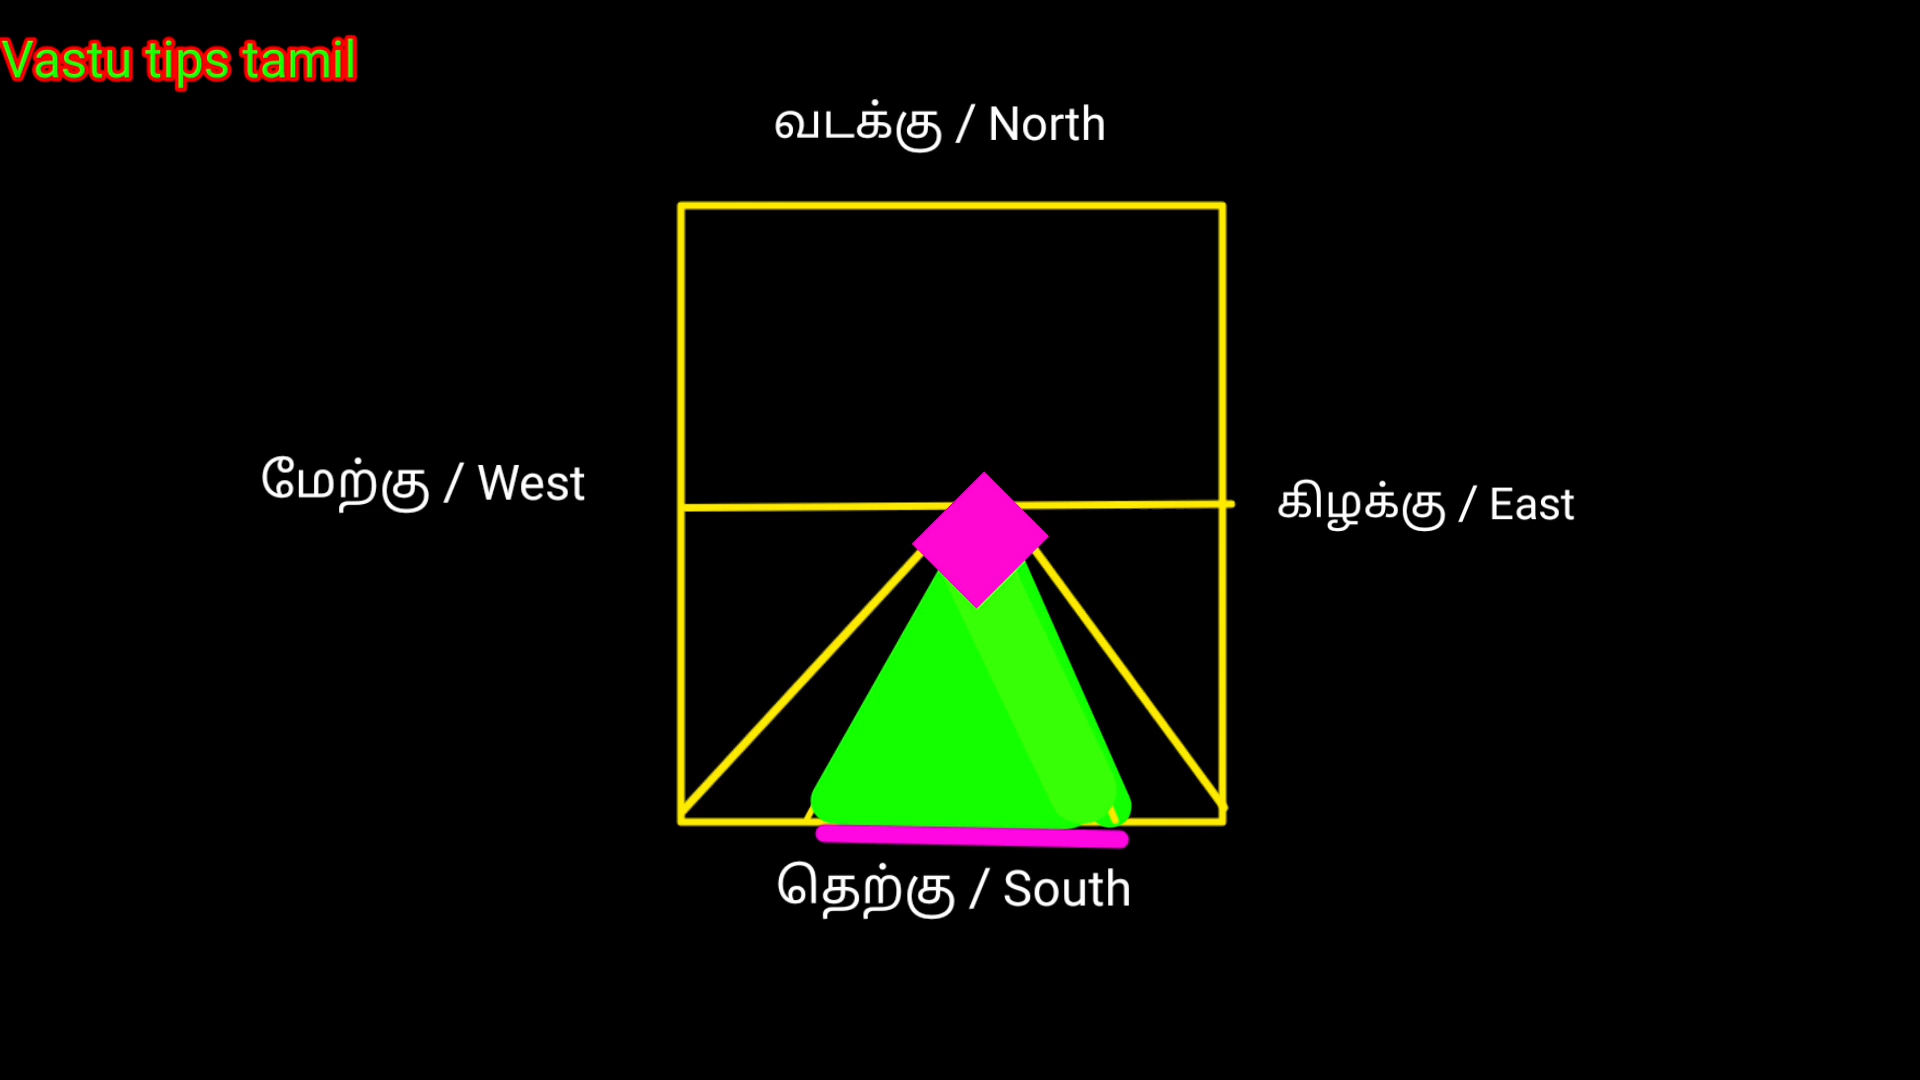 Vastu tips tamil
வடக்கு / North
மேற்கு / West
கிழக்கு / East
தெற்கு / South